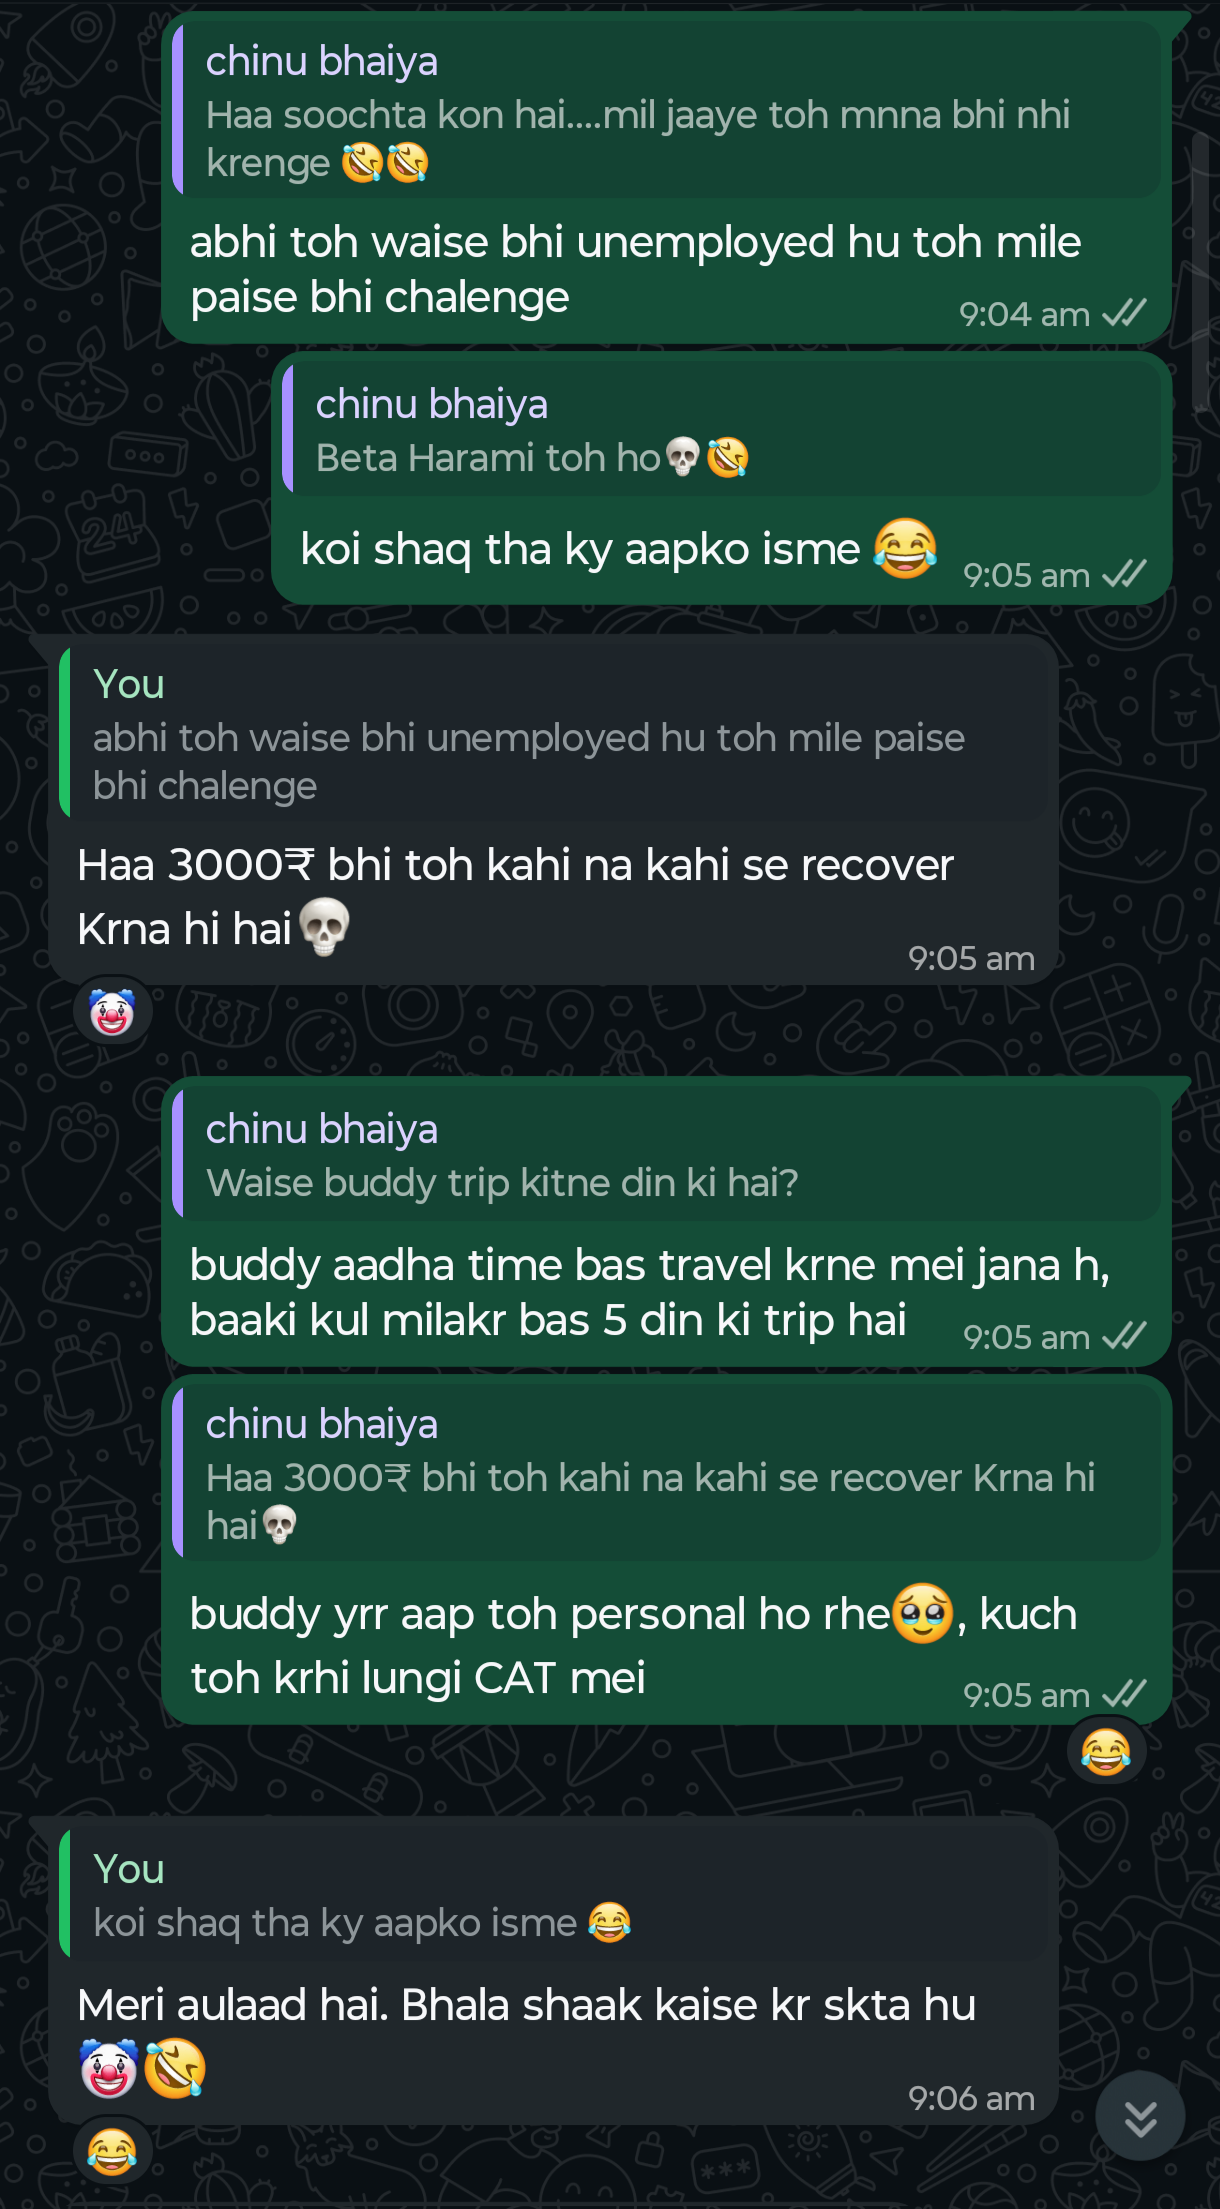 chinu bhaiya
Haa soochta kon hai....mil jaaye toh mnna bhi nhi
krenge 🤣🤣
abhi toh waise bhi unemployed hu toh mile
paise bhi chalenge
9:04 am
chinu bhaiya
Beta Harami toh ho💀🤣
koi shaq tha ky aapko isme 😂
9:05 am
You
abhi toh waise bhi unemployed hu toh mile paise
bhi chalenge
Haa 3000₹ bhi toh kahi na kahi se recover
Krna hi hai💀
9:05 am
🤡
chinu bhaiya
Waise buddy trip kitne din ki hai?
buddy aadha time bas travel krne mei jana h,
baaki kul milakr bas 5 din ki trip hai
9:05 am
chinu bhaiya
Haa 3000₹ bhi toh kahi na kahi se recover Krna hi
hai💀
buddy yrr aap toh personal ho rhe🥹, kuch
toh krhi lungi CAT mei
9:05 am
😂
You
koi shaq tha ky aapko isme 😂
Meri aulaad hai. Bhala shaak kaise kr skta hu
🤡🤣
9:06 am
😂